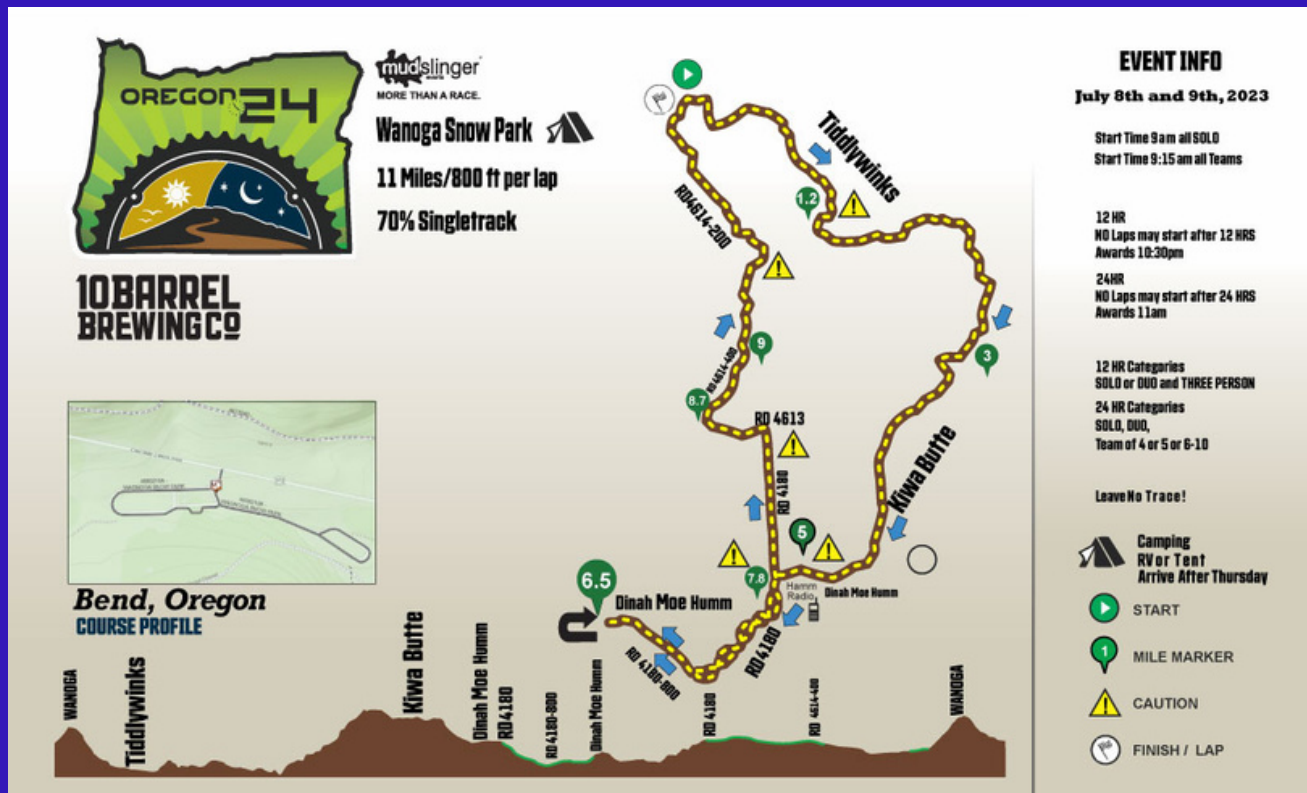 OREGON 24
mudslinger
events
MORE THAN A RACE.
Wanoga Snow Park
11 Miles/800 ft per lap
70% Singletrack
10 BARREL
BREWING CO
Bend, Oregon
COURSE PROFILE
Tiddlywinks
1.2
3
Kiwa Butte
5
Dinah Moe Humm
Hamm
Radio
7.8
RD 4180
RD 4180-800
Dinah Moe Humm
6.5
RD 4180
RD 4613
8.7
RD 4614-400
9
RD4614-200
WANOGA
Tiddlywinks
Kiwa Butte
Dinah Moe Humm
RD 4180
RD 4180-800
Dinah Moe Humm
RD 4180
RD 4614-400
WANOGA
EVENT INFO
July 8th and 9th, 2023
Start Time 9am all SOLO
Start Time 9:15 am all Teams
12 HR
NO Laps may start after 12 HRS
Awards 10:30pm
24HR
NO Laps may start after 24 HRS
Awards 11am
12 HR Categories
SOLO or DUO and THREE PERSON
24 HR Categories
SOLO, DUO,
Team of 4 or 5 or 6-10
Leave No Trace!
Camping
RV or Tent
Arrive After Thursday
START
1
MILE MARKER
CAUTION
FINISH / LAP